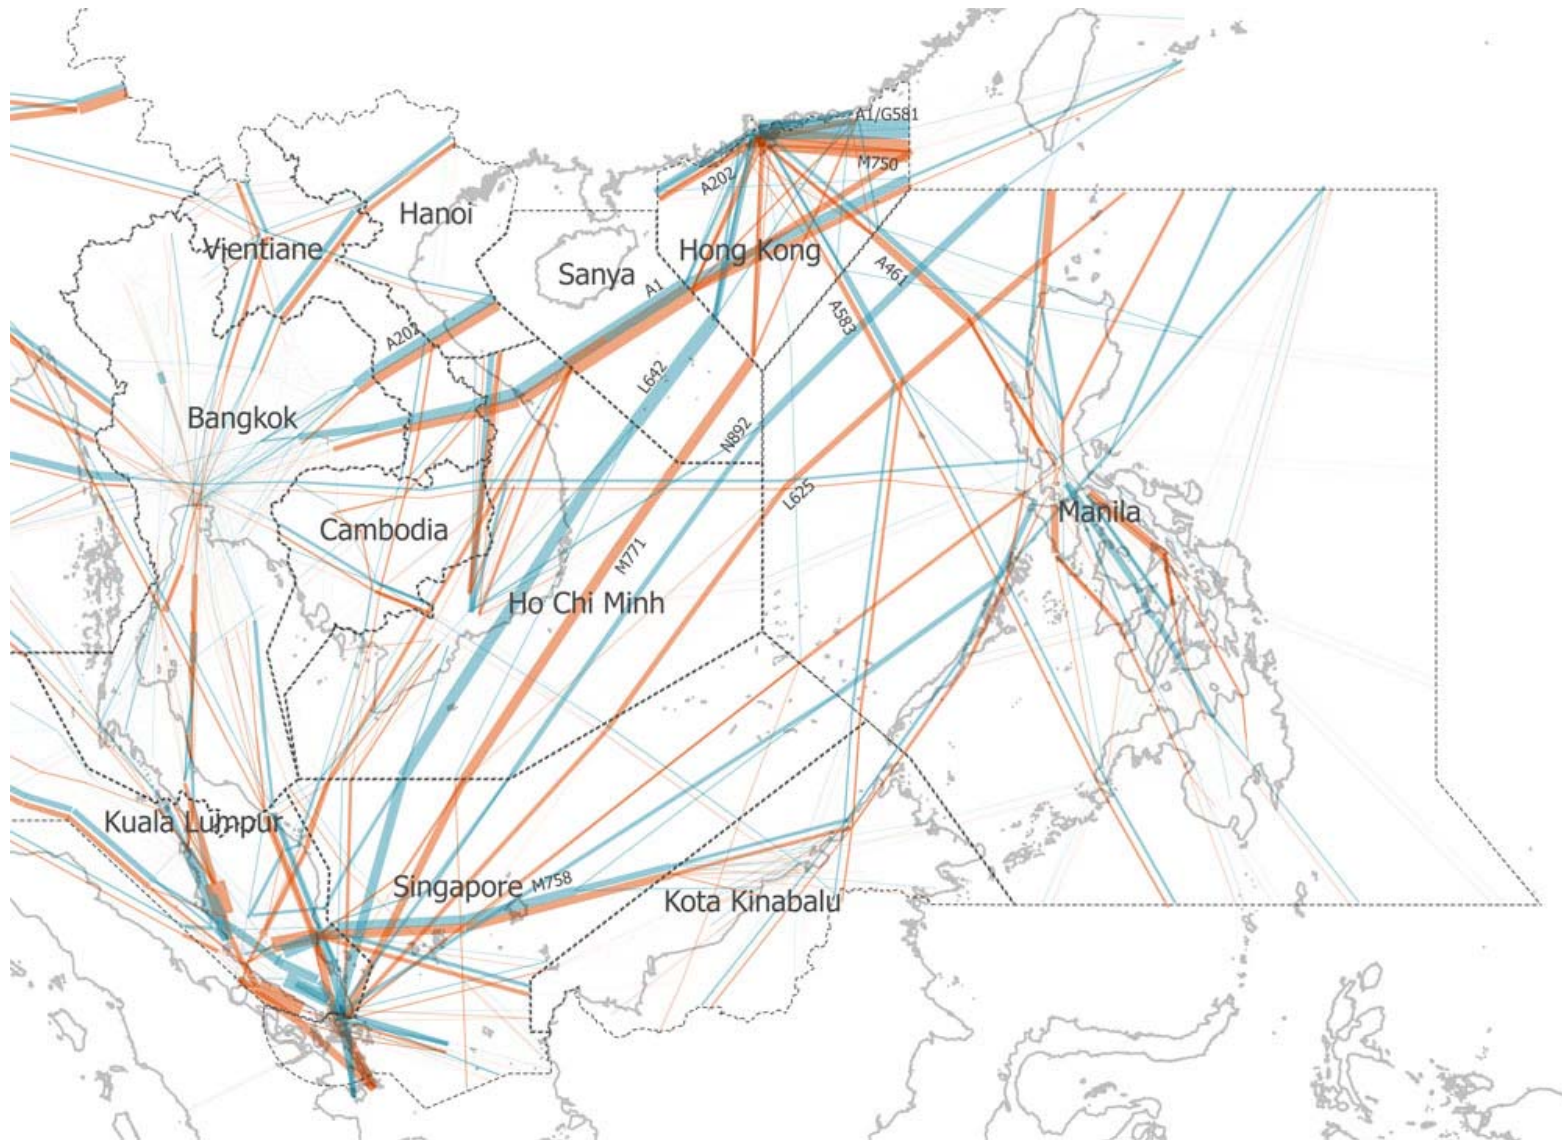 A1/G581
M750
A202
Hanoi
Vientiane
Hong Kong
Sanya
A461
A1
A583
A202
L642
Bangkok
N892
L625
Manila
Cambodia
M771
Ho Chi Minh
Kuala Lumpur
Singapore
M758
Kota Kinabalu